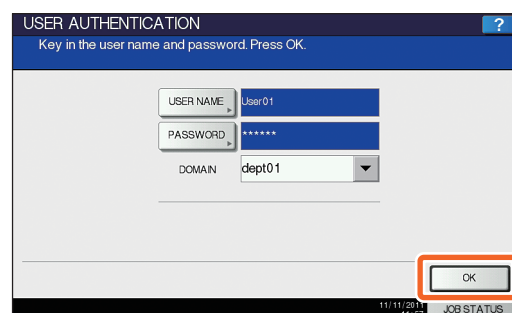 USER AUTHENTICATION ?
Key in the user name and password. Press OK.
USER NAME User01
PASSWORD ******
DOMAIN dept01
OK
11/11/2011
JOB STATUS